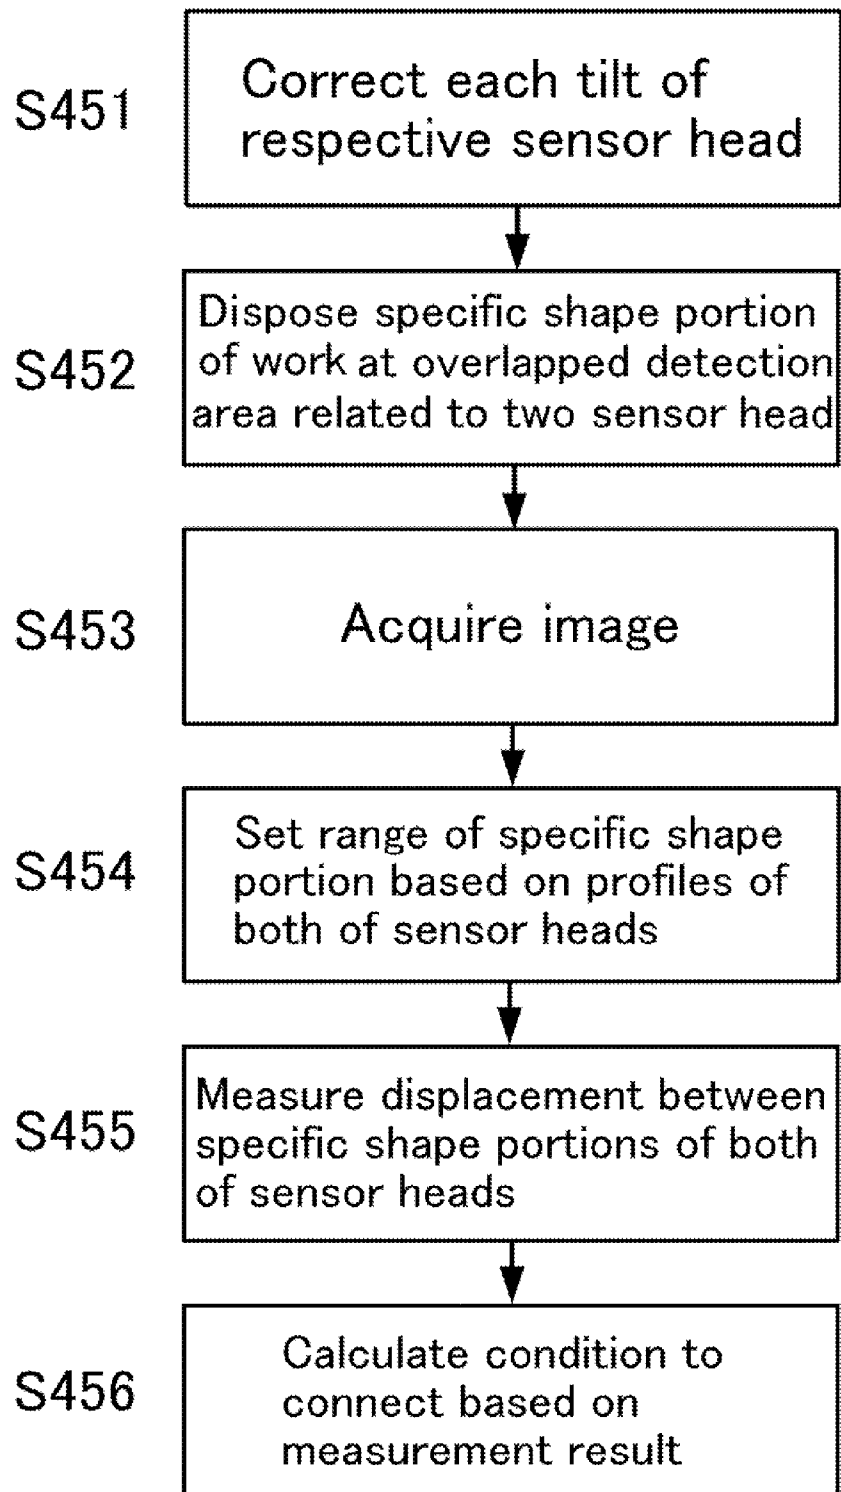 S451
Correct each tilt of
respective sensor head
S452
Dispose specific shape portion
of work at overlapped detection
area related to two sensor head
S453
Acquire image
S454
Set range of specific shape
portion based on profiles of
both of sensor heads
S455
Measure displacement between
specific shape portions of both
of sensor heads
S456
Calculate condition to
connect based on
measurement result